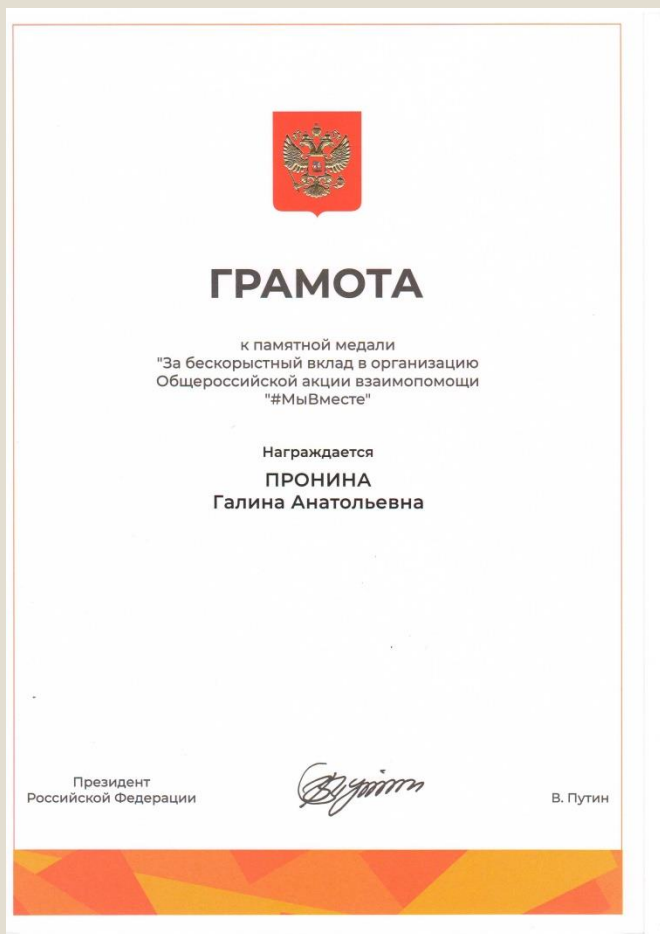 ГРАМОТА
к памятной медали
"За бескорыстный вклад в организацию
Общероссийской акции взаимопомощи
"#МыВместе"
Награждается
ПРОНИНА
Галина Анатольевна
Президент
Российской Федерации
В. Путин